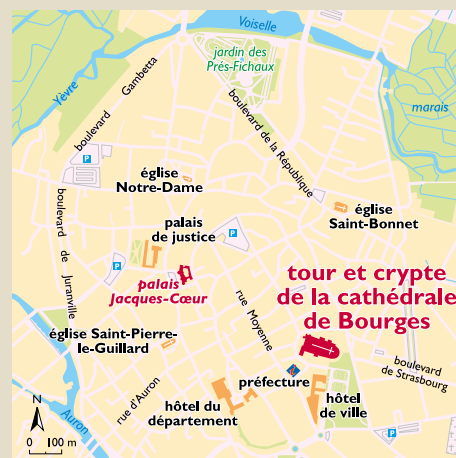 Voiselle
jardin des
Prés-Fichaux
Yèvre
boulevard Gambetta
boulevard de la République
marais
P
église
Notre-Dame
église
Saint-Bonnet
palais
de justice
P
boulevard de Juranville
P
palais
Jacques-Cœur
tour et crypte
de la cathédrale
de Bourges
rue Moyenne
église Saint-Pierre-
le-Guillard
boulevard
de Strasbourg
préfecture
rue d'Auron
hôtel du
département
hôtel
de ville
Auron
P
N
0 100 m